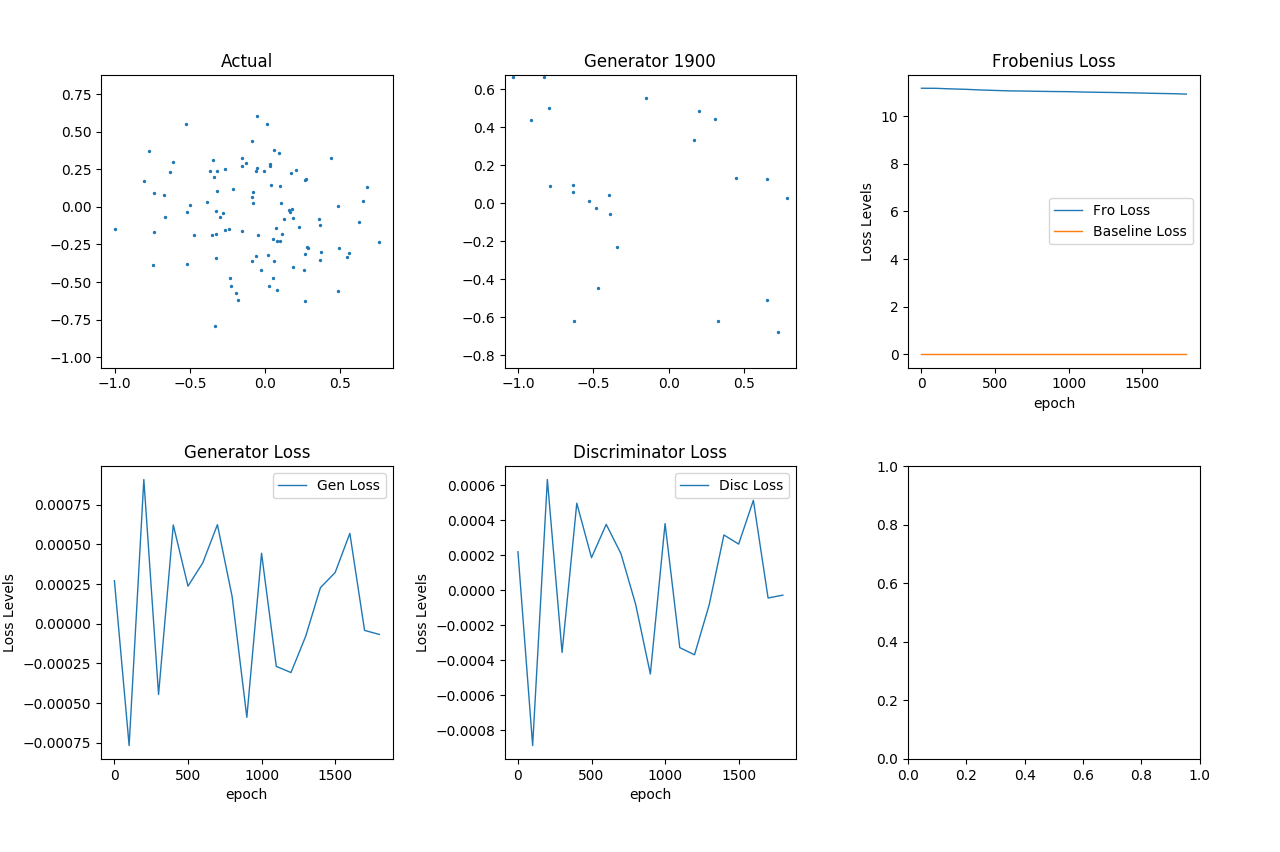 Actual
0.75
0.50
0.25
0.00
−0.25
−0.50
−0.75
−1.00
−1.0 −0.5 0.0 0.5
Generator 1900
0.6
0.4
0.2
0.0
−0.2
−0.4
−0.6
−0.8
−1.0 −0.5 0.0 0.5
Frobenius Loss
Loss Levels
10
8
6
4
2
0
Fro Loss
Baseline Loss
0 500 1000 1500
epoch
Generator Loss
Loss Levels
Gen Loss
0.00075
0.00050
0.00025
0.00000
−0.00025
−0.00050
−0.00075
0 500 1000 1500
epoch
Discriminator Loss
Loss Levels
Disc Loss
0.0006
0.0004
0.0002
0.0000
−0.0002
−0.0004
−0.0006
−0.0008
0 500 1000 1500
epoch
1.0
0.8
0.6
0.4
0.2
0.0
0.0 0.2 0.4 0.6 0.8 1.0